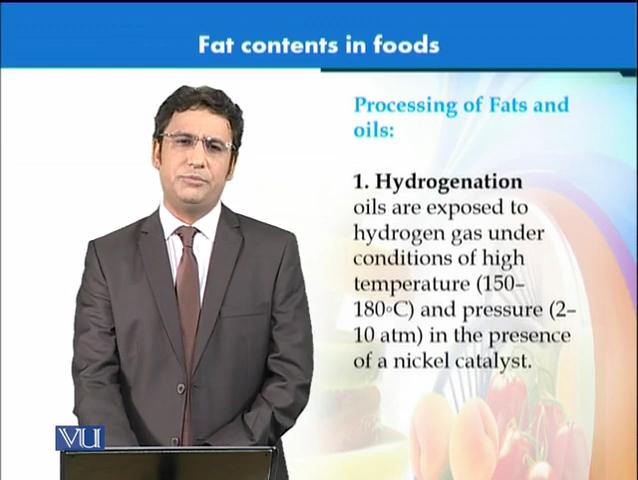 Fat contents in foods
Processing of Fats and
oils:
1. Hydrogenation
oils are exposed to
hydrogen gas under
conditions of high
temperature (150–
180◦C) and pressure (2–
10 atm) in the presence
of a nickel catalyst.
VU